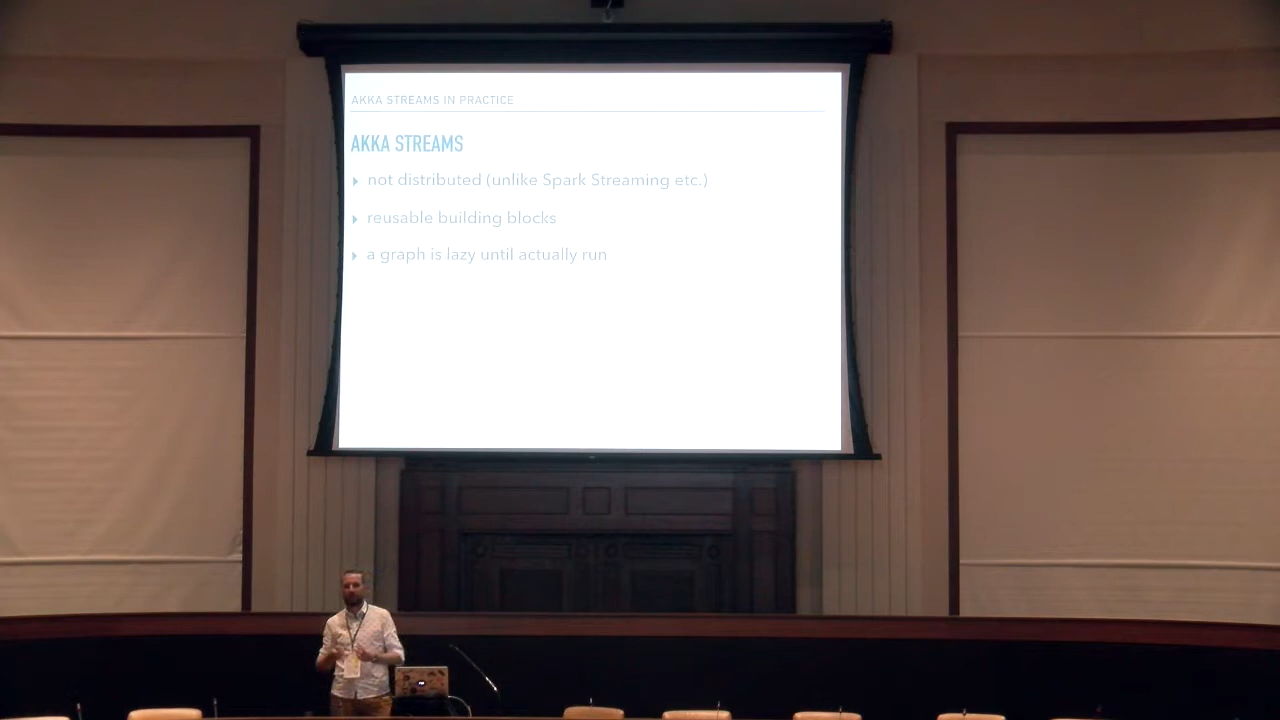 AKKA STREAMS IN PRACTICE
AKKA STREAMS
not distributed (unlike Spark Streaming etc.)
reusable building blocks
a graph is lazy until actually run